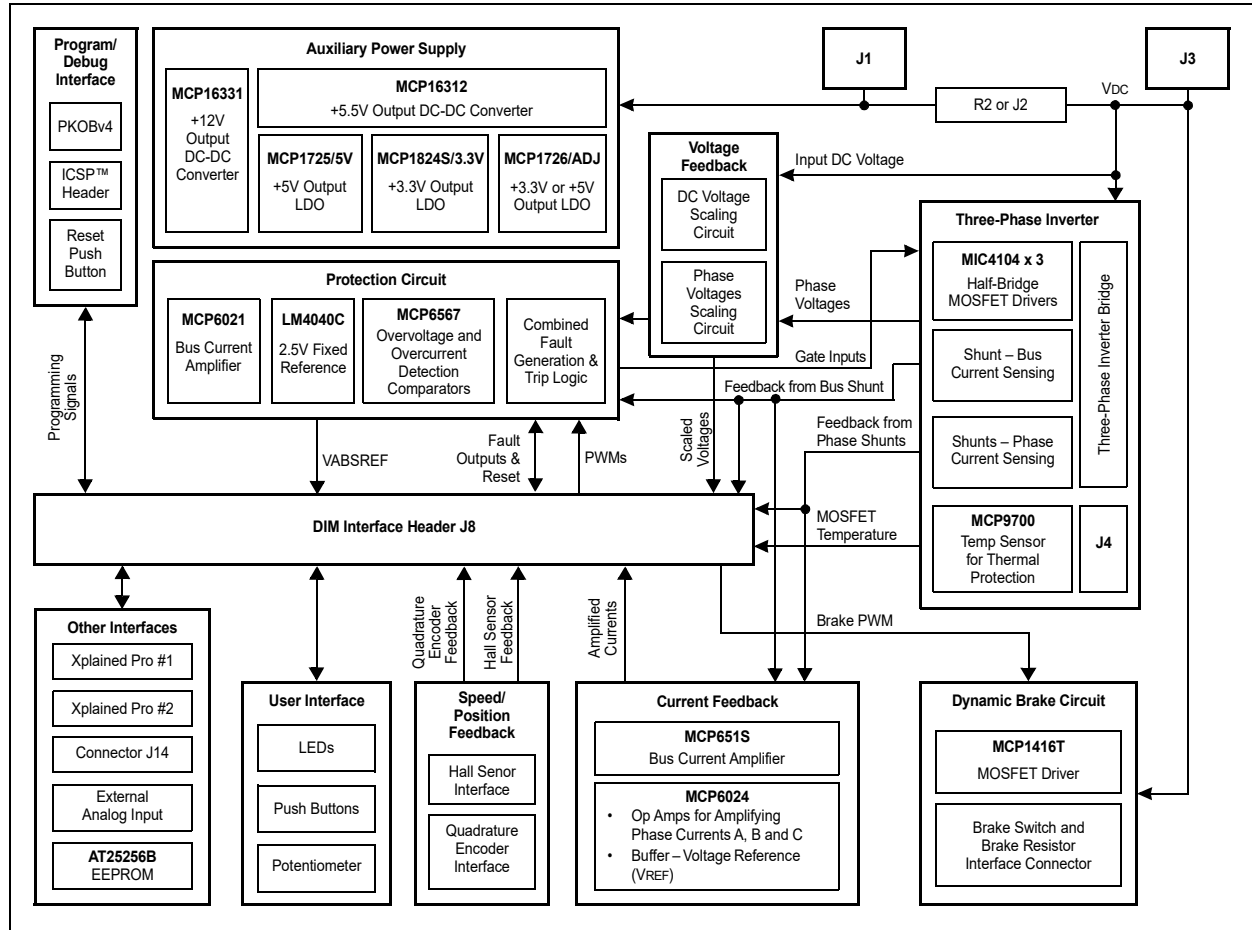 Program/
Debug
Interface
PKOBv4
ICSP™
Header
Reset
Push
Button
Auxiliary Power Supply
MCP16331
+12V
Output
DC-DC
Converter
MCP16312
+5.5V Output DC-DC Converter
MCP1725/5V
+5V Output
LDO
MCP1824S/3.3V
+3.3V Output
LDO
MCP1726/ADJ
+3.3V or +5V
Output LDO
J1
R2 or J2
VDC
J3
Voltage
Feedback
DC Voltage
Scaling
Circuit
Phase
Voltages
Scaling
Circuit
Input DC Voltage
Phase
Voltages
Gate Inputs
Three-Phase Inverter
MIC4104 x 3
Half-Bridge
MOSFET Drivers
Shunt – Bus
Current Sensing
Shunts – Phase
Current Sensing
Three-Phase Inverter Bridge
MCP9700
Temp Sensor
for Thermal
Protection
J4
Protection Circuit
MCP6021
Bus Current
Amplifier
LM4040C
2.5V Fixed
Reference
MCP6567
Overvoltage and
Overcurrent
Detection
Comparators
Combined
Fault
Generation &
Trip Logic
Feedback from Bus Shunt
Feedback from
Phase Shunts
MOSFET
Temperature
Programming
Signals
VABSREF
Fault
Outputs &
Reset
PWMs
Scaled
Voltages
DIM Interface Header J8
Quadrature
Encoder
Feedback
Hall Sensor
Feedback
Amplified
Currents
Brake PWM
Other Interfaces
Xplained Pro #1
Xplained Pro #2
Connector J14
External
Analog Input
AT25256B
EEPROM
User Interface
LEDs
Push Buttons
Potentiometer
Speed/
Position
Feedback
Hall Senor
Interface
Quadrature
Encoder
Interface
Current Feedback
MCP651S
Bus Current Amplifier
MCP6024
• Op Amps for Amplifying
Phase Currents A, B and C
• Buffer – Voltage Reference
(VREF)
Dynamic Brake Circuit
MCP1416T
MOSFET Driver
Brake Switch and
Brake Resistor
Interface Connector